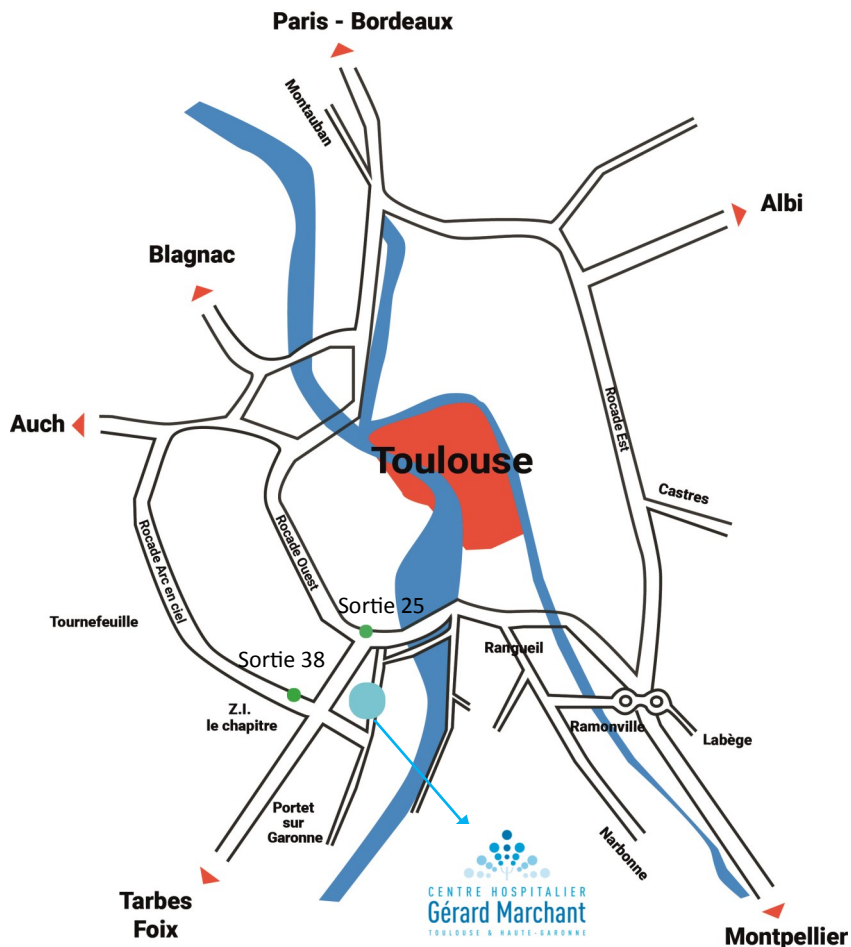 Paris - Bordeaux
Montauban
Albi
Blagnac
Auch
Rocade Est
Toulouse
Castres
Rocade Arc en ciel
Rocade Ouest
Sortie 25
Tournefeuille
Rangueil
Sortie 38
Z.I.
le chapitre
Ramonville
Labège
Portet
sur
Garonne
Narbonne
CENTRE HOSPITALIER
Gérard Marchant
TOULOUSE & HAUTE-GARONNE
Tarbes
Foix
Montpellier